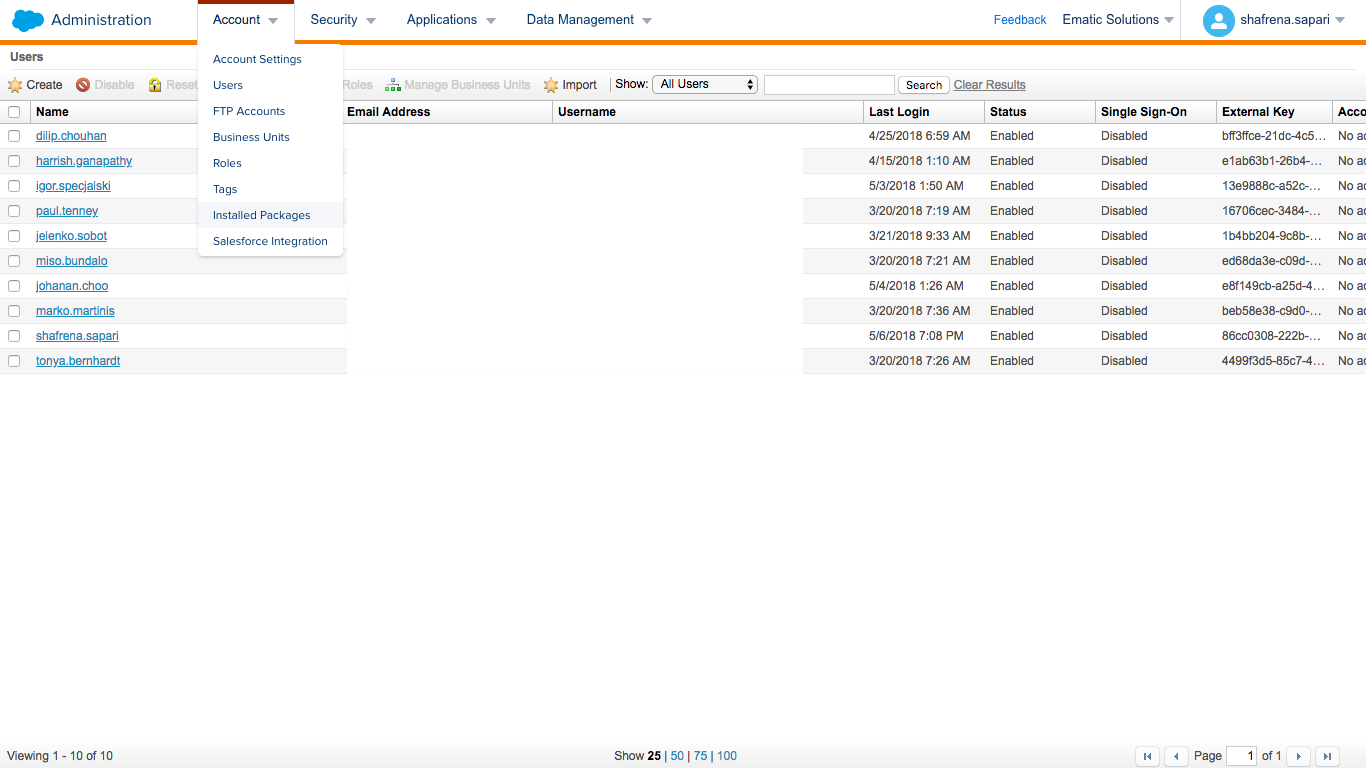 Administration Account Security Applications Data Management Feedback Ematic Solutions shafrena.sapari
Users
Account Settings
Users
FTP Accounts
Business Units
Roles
Tags
Installed Packages
Salesforce Integration
Create Disable Reset Roles Manage Business Units Import Show: All Users Search Clear Results
Name Email Address Username Last Login Status Single Sign-On External Key Acco
dilip.chouhan 4/25/2018 6:59 AM Enabled Disabled bff3ffce-21dc-4c5... No ac
harrish.ganapathy 4/15/2018 1:10 AM Enabled Disabled e1ab63b1-26b4-... No ac
igor.specjalski 5/3/2018 1:50 AM Enabled Disabled 13e9888c-a52c-... No ac
paul.tenney 3/20/2018 7:19 AM Enabled Disabled 16706cec-3484-... No ac
jelenko.sobot 3/21/2018 9:33 AM Enabled Disabled 1b4bb204-9c8b-... No ac
miso.bundalo 3/20/2018 7:21 AM Enabled Disabled ed68da3e-c09d-... No ac
johanan.choo 5/4/2018 1:26 AM Enabled Disabled e8f149cb-a25d-4... No ac
marko.martinis 3/20/2018 7:36 AM Enabled Disabled beb58e38-c9d0-... No ac
shafrena.sapari 5/6/2018 7:08 PM Enabled Disabled 86cc0308-222b-... No ac
tonya.bernhardt 3/20/2018 7:26 AM Enabled Disabled 4499f3d5-85c7-4... No ac
Viewing 1 - 10 of 10 Show 25 | 50 | 75 | 100 Page 1 of 1